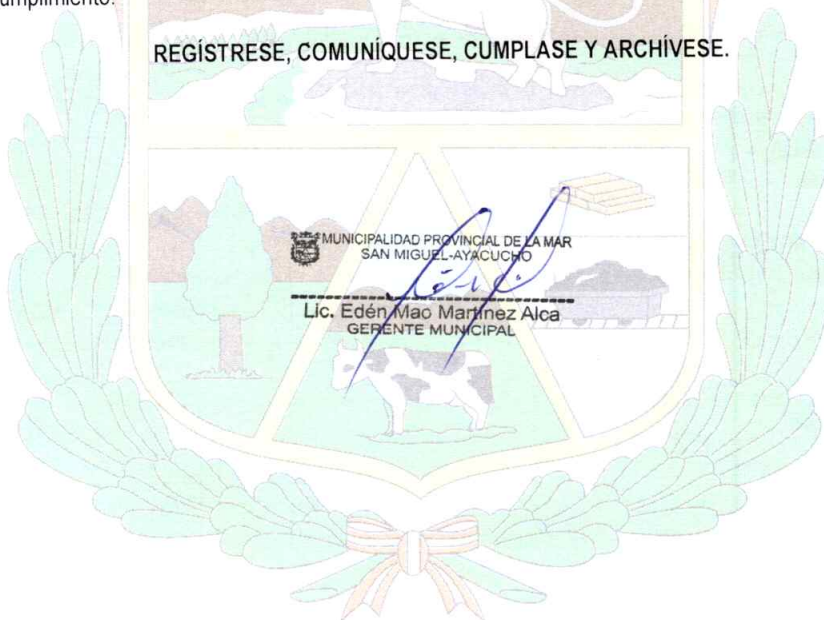 REGÍSTRESE, COMUNÍQUESE, CUMPLASE Y ARCHÍVESE.
MUNICIPALIDAD PROVINCIAL DE LA MAR
SAN MIGUEL-AYACUCHO
Lic. Edén Mao Martínez Alca
GERENTE MUNICIPAL